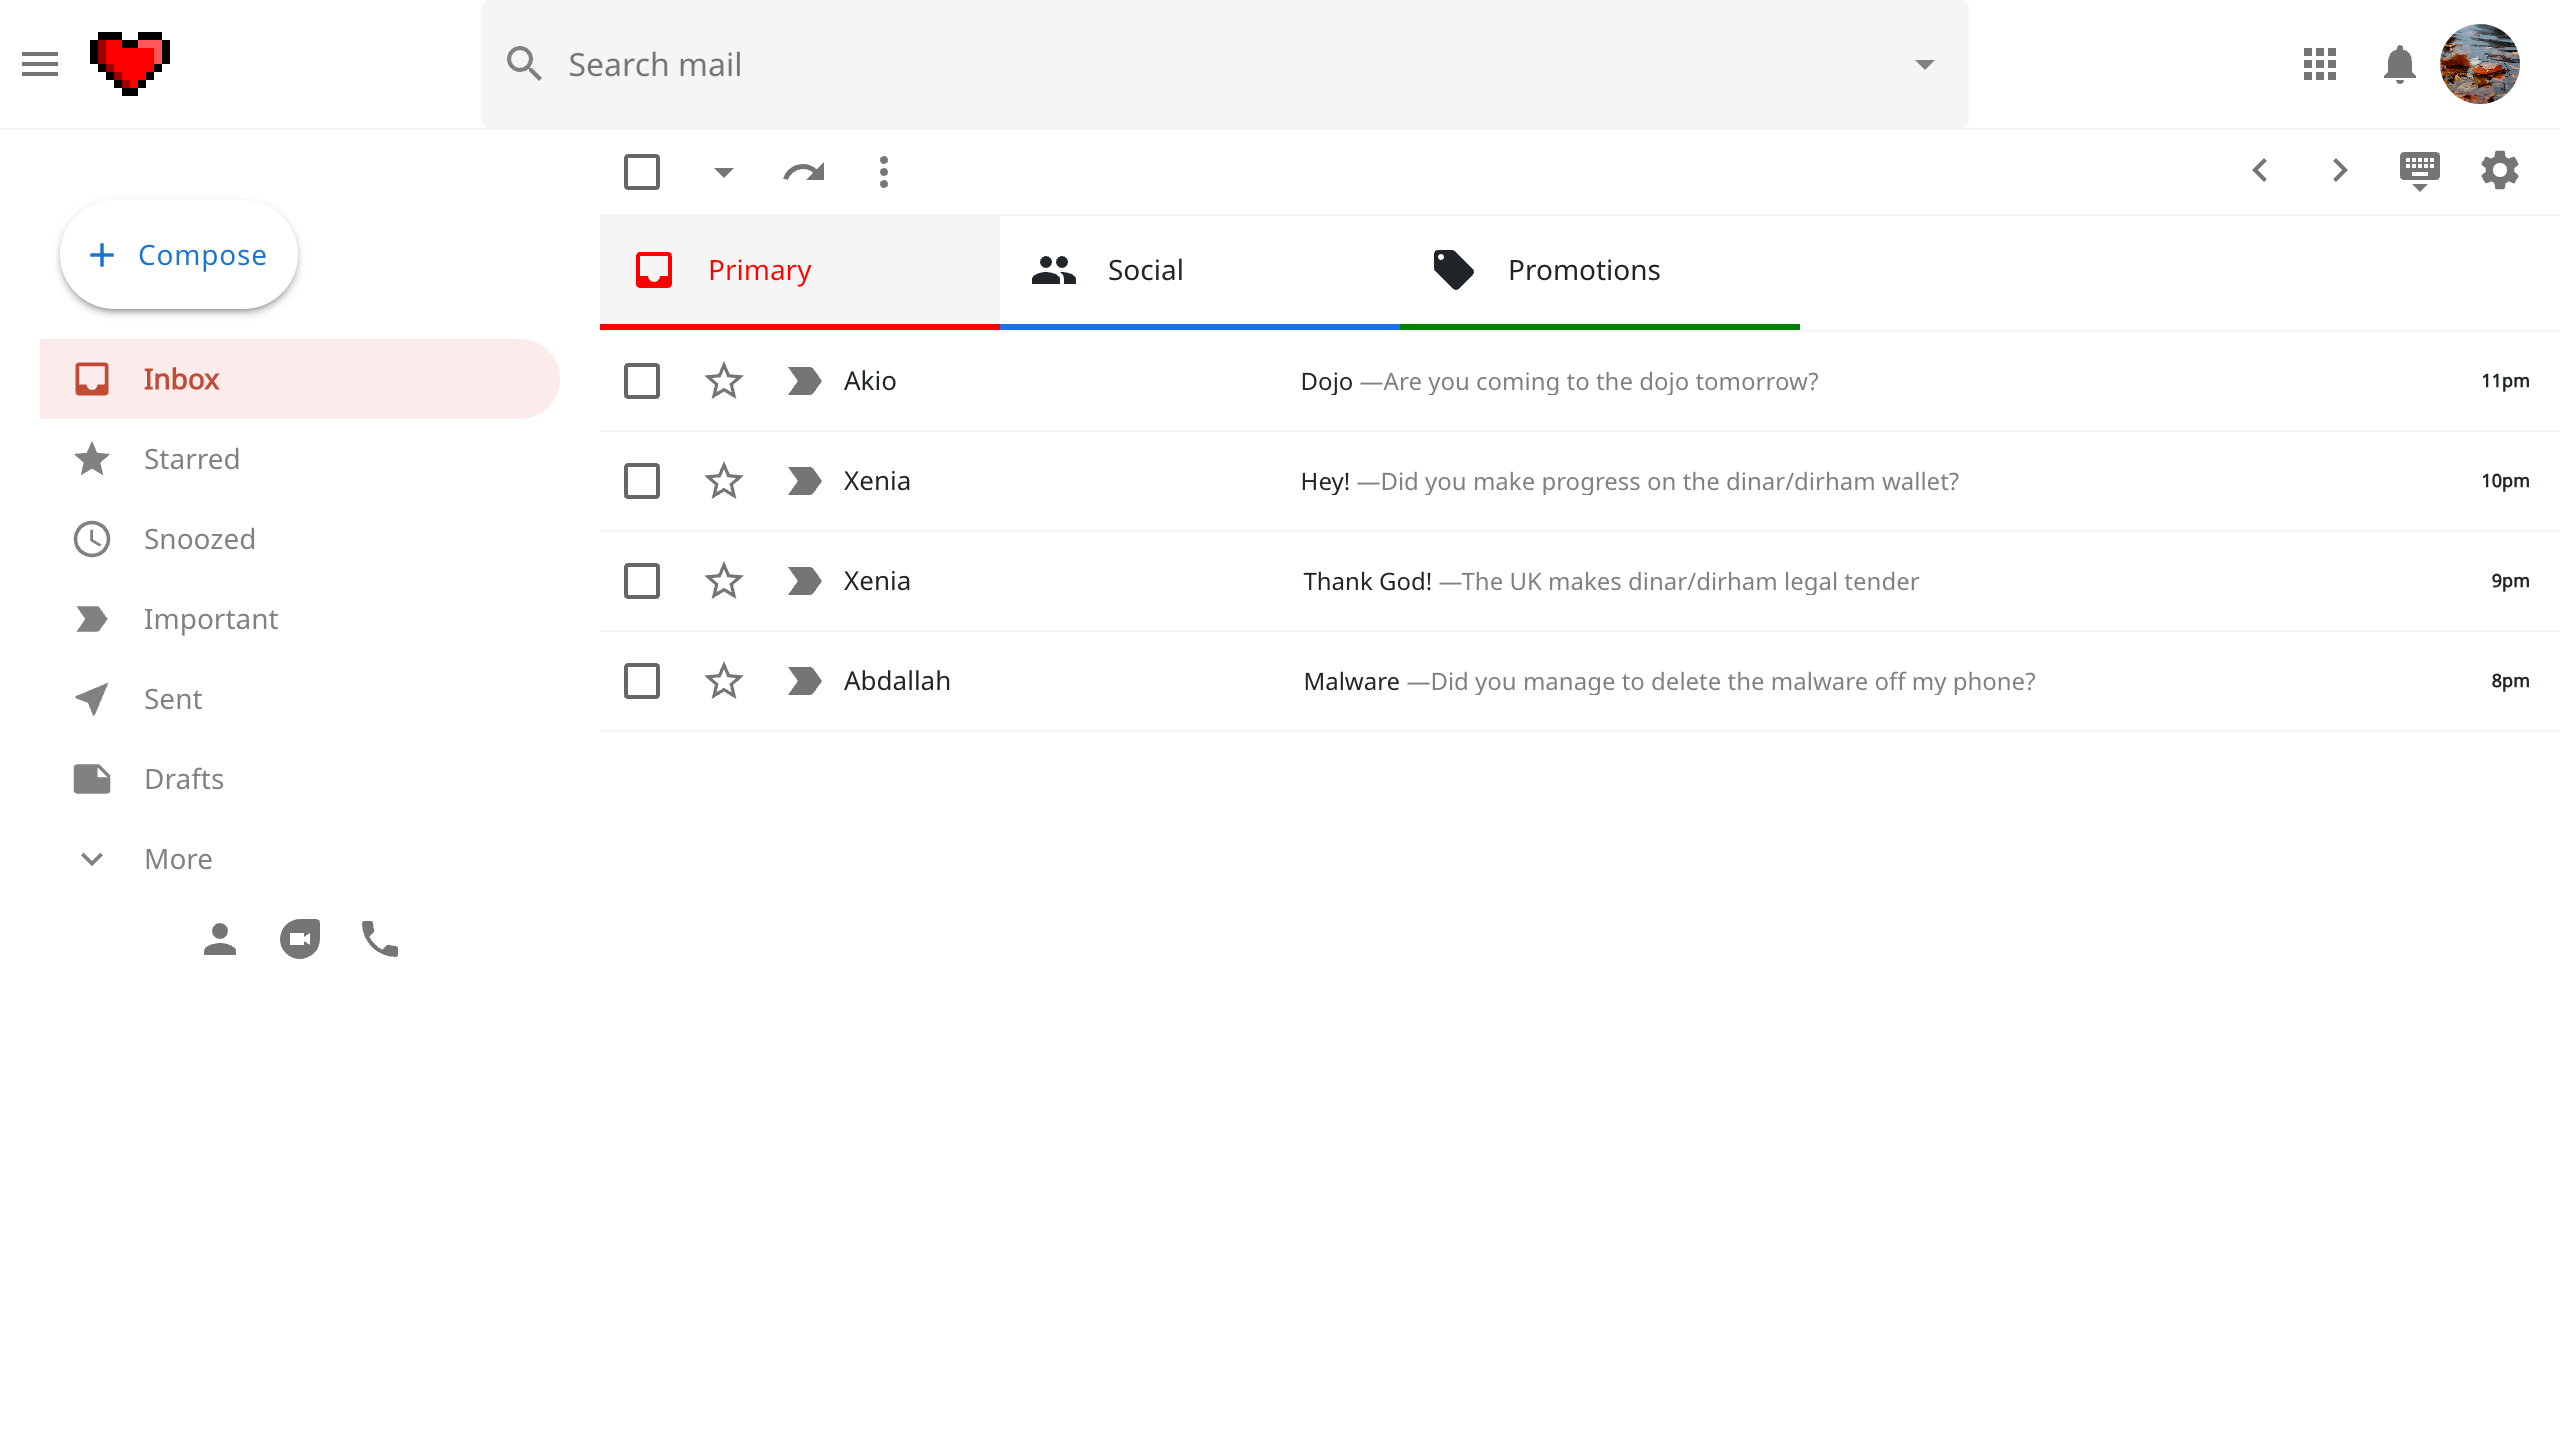 Search mail
Compose
Primary
Social
Promotions
Inbox
Starred
Snoozed
Important
Sent
Drafts
More
Akio Dojo —Are you coming to the dojo tomorrow? 11pm
Xenia Hey! —Did you make progress on the dinar/dirham wallet? 10pm
Xenia Thank God! —The UK makes dinar/dirham legal tender 9pm
Abdallah Malware —Did you manage to delete the malware off my phone? 8pm